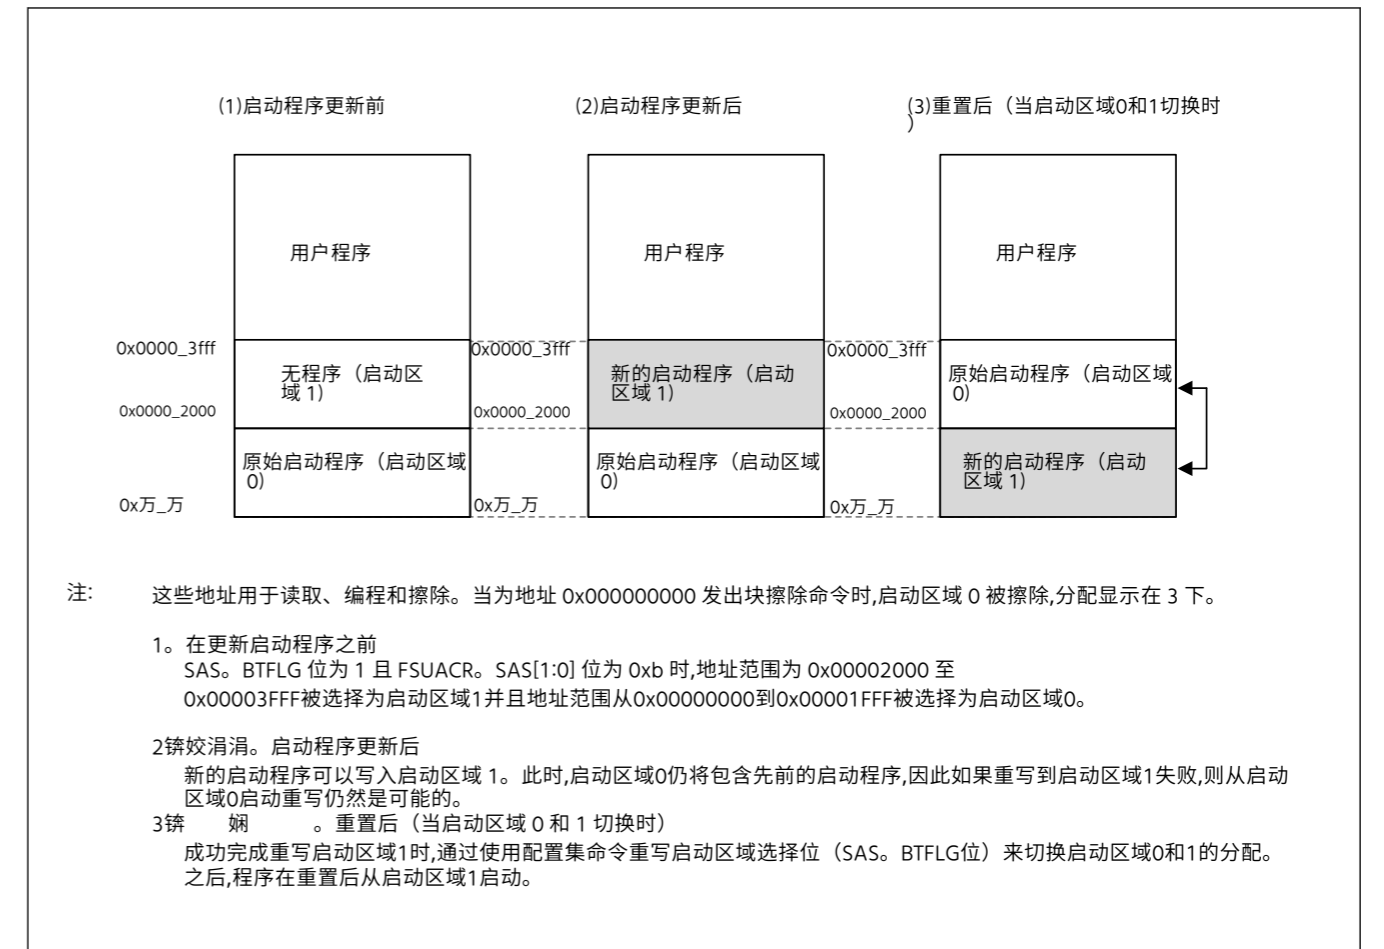 (1)启动程序更新前
(2)启动程序更新后
(3)重置后（当启动区域0和1切换时
）
用户程序
用户程序
用户程序
0x0000_3fff
0x0000_3fff
0x0000_3fff
无程序（启动区
域 1)
新的启动程序（启动
区域 1)
原始启动程序（启动区域
0)
0x0000_2000
0x0000_2000
0x0000_2000
原始启动程序（启动区域
0)
原始启动程序（启动区域
0)
新的启动程序（启动
区域 1)
0x万_万
0x万_万
0x万_万
注: 这些地址用于读取、编程和擦除。当为地址 0x000000000 发出块擦除命令时,启动区域 0 被擦除,分配显示在 3 下。
1。在更新启动程序之前
SAS。BTFLG 位为 1 且 FSUACR。SAS[1:0] 位为 0xb 时,地址范围为 0x00002000 至
0x00003FFF被选择为启动区域1并且地址范围从0x00000000到0x00001FFF被选择为启动区域0。
2锛姣涓涓。启动程序更新后
新的启动程序可以写入启动区域 1。此时,启动区域0仍将包含先前的启动程序,因此如果重写到启动区域1失败,则从启动
区域0启动重写仍然是可能的。
3锛 娴 。重置后（当启动区域 0 和 1 切换时）
成功完成重写启动区域1时,通过使用配置集命令重写启动区域选择位（SAS。BTFLG位）来切换启动区域0和1的分配。
之后,程序在重置后从启动区域1启动。